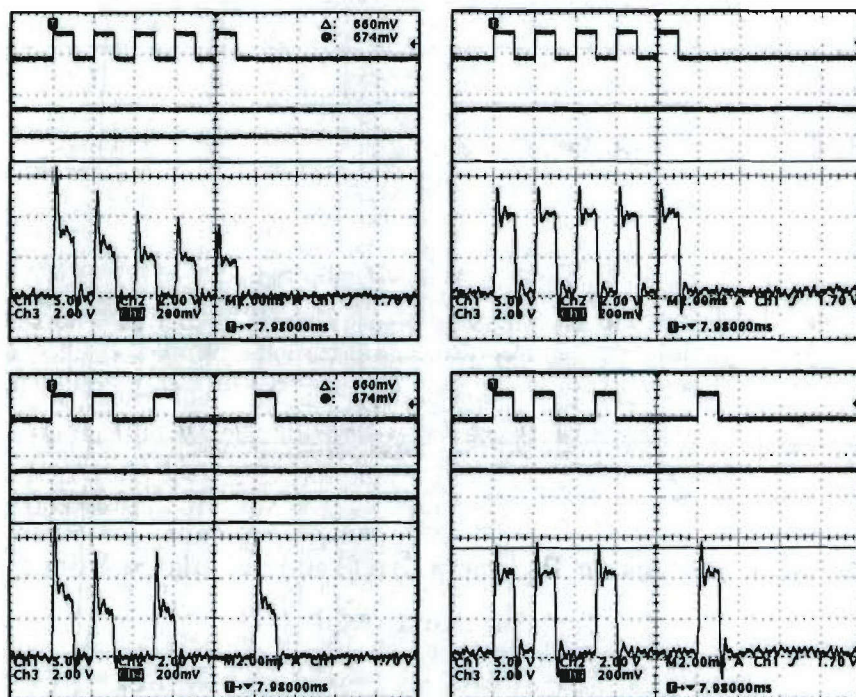 Δ: 660mV
@: 674mV
Ch1 5.00 V Ch2 2.00 V M2.00ms A Ch1 ƒ 1.70 V
Ch3 2.00 V 200mV
7.98000ms
Ch1 5.00 V Ch2 2.00 V M2.00ms A Ch1 ƒ 1.70 V
Ch3 2.00 V 200mV
7.98000ms
Δ: 660mV
@: 674mV
Ch1 5.00 V Ch2 2.00 V M2.00ms A Ch1 ƒ 1.70 V
Ch3 2.00 V 200mV
7.98000ms
Ch1 5.00 V Ch2 2.00 V M2.00ms A Ch1 ƒ 1.70 V
Ch3 2.00 V 200mV
7.98000ms